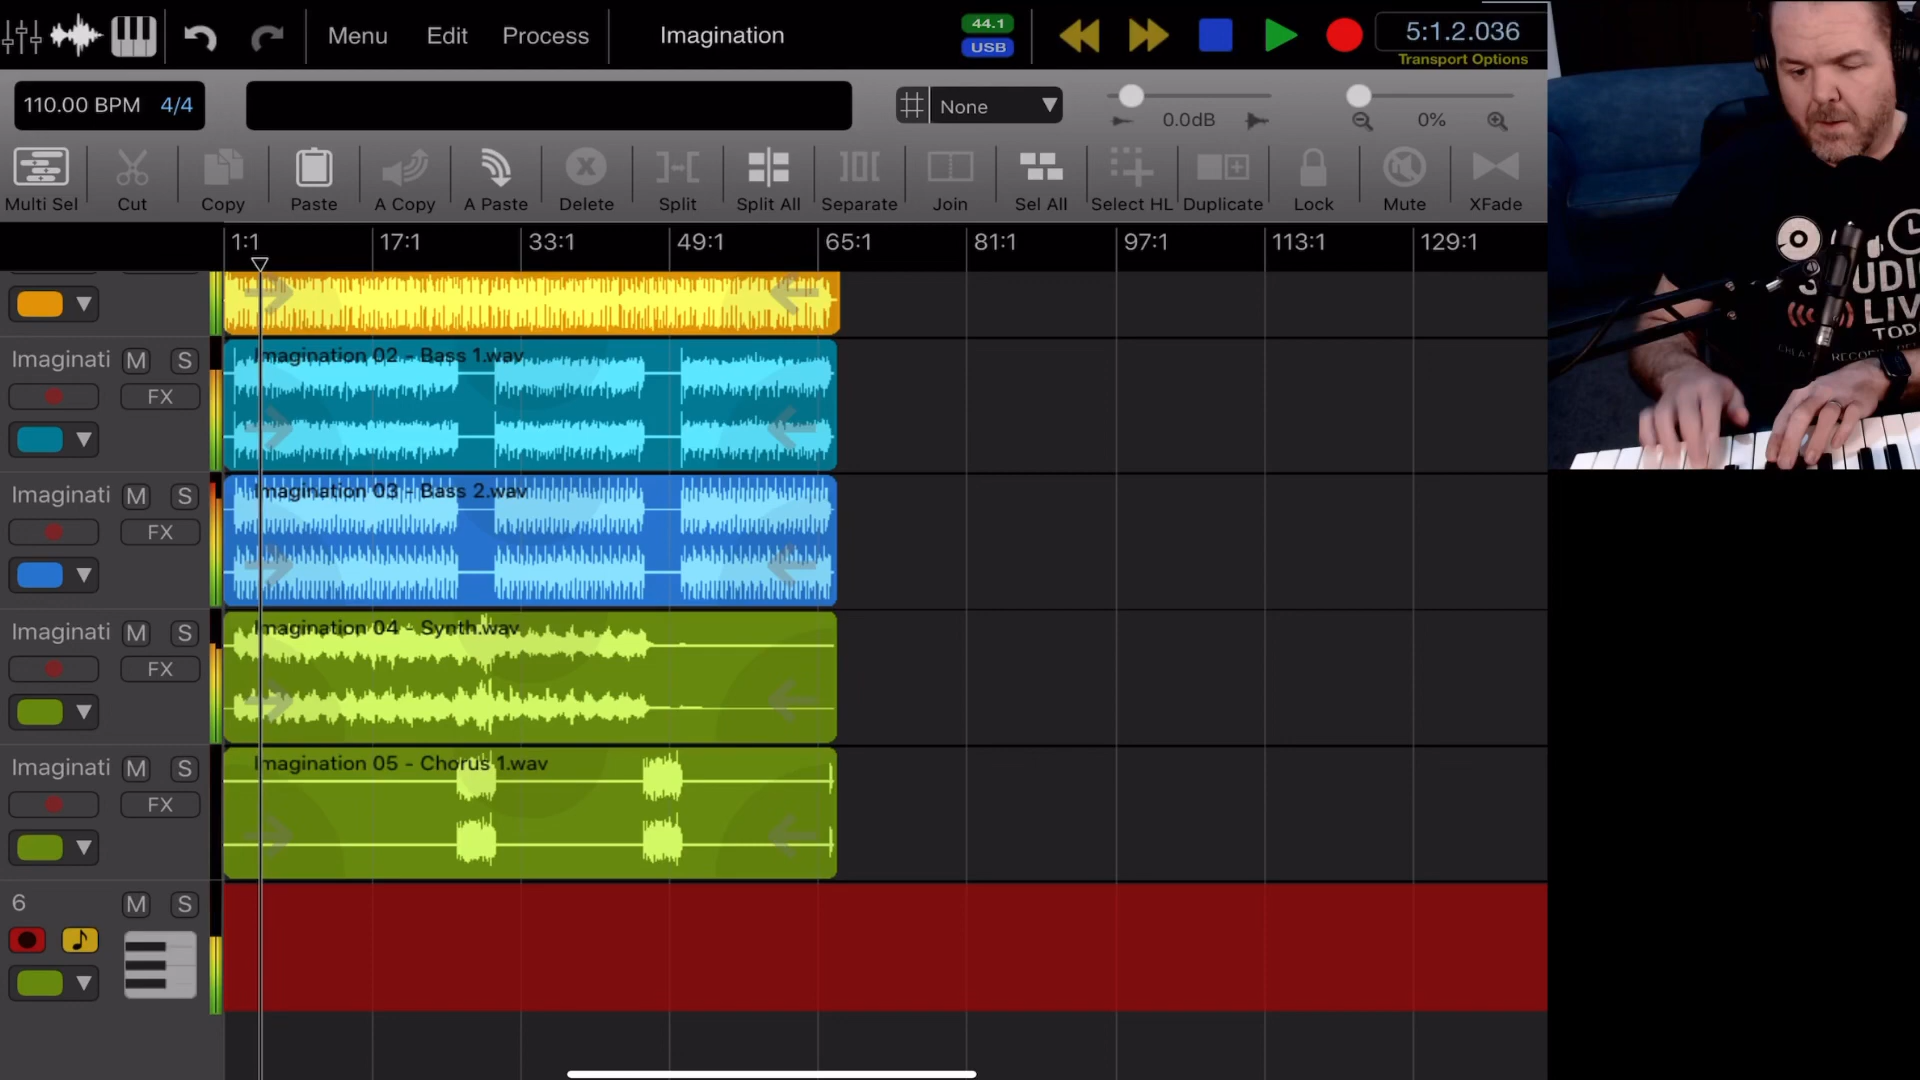 Menu Edit Process Imagination 44.1 USB 5:1.2.036
Transport Options
110.00 BPM 4/4 None 0.0dB 0%
Multi Sel Cut Copy Paste A Copy A Paste Delete Split Split All Separate Join Sel All Select HL Duplicate Lock Mute XFade
1:1 17:1 33:1 49:1 65:1 81:1 97:1 113:1 129:1
Imaginati M S Imagination 02 - Bass 1.wav
FX
Imaginati M S Imagination 03 - Bass 2.wav
FX
Imaginati M S Imagination 04 - Synth.wav
FX
Imaginati M S Imagination 05 - Chorus 1.wav
FX
6 M S
UDIO
LIV
TOD